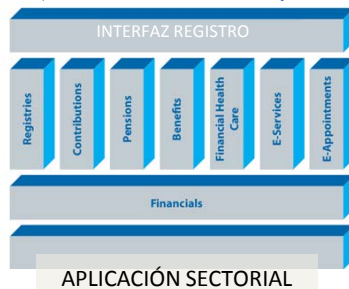 INTERFAZ REGISTRO
Registries
Contributions
Pensions
Benefits
Financial Health
Care
E-Services
E-Appointments
Financials
APLICACIÓN SECTORIAL